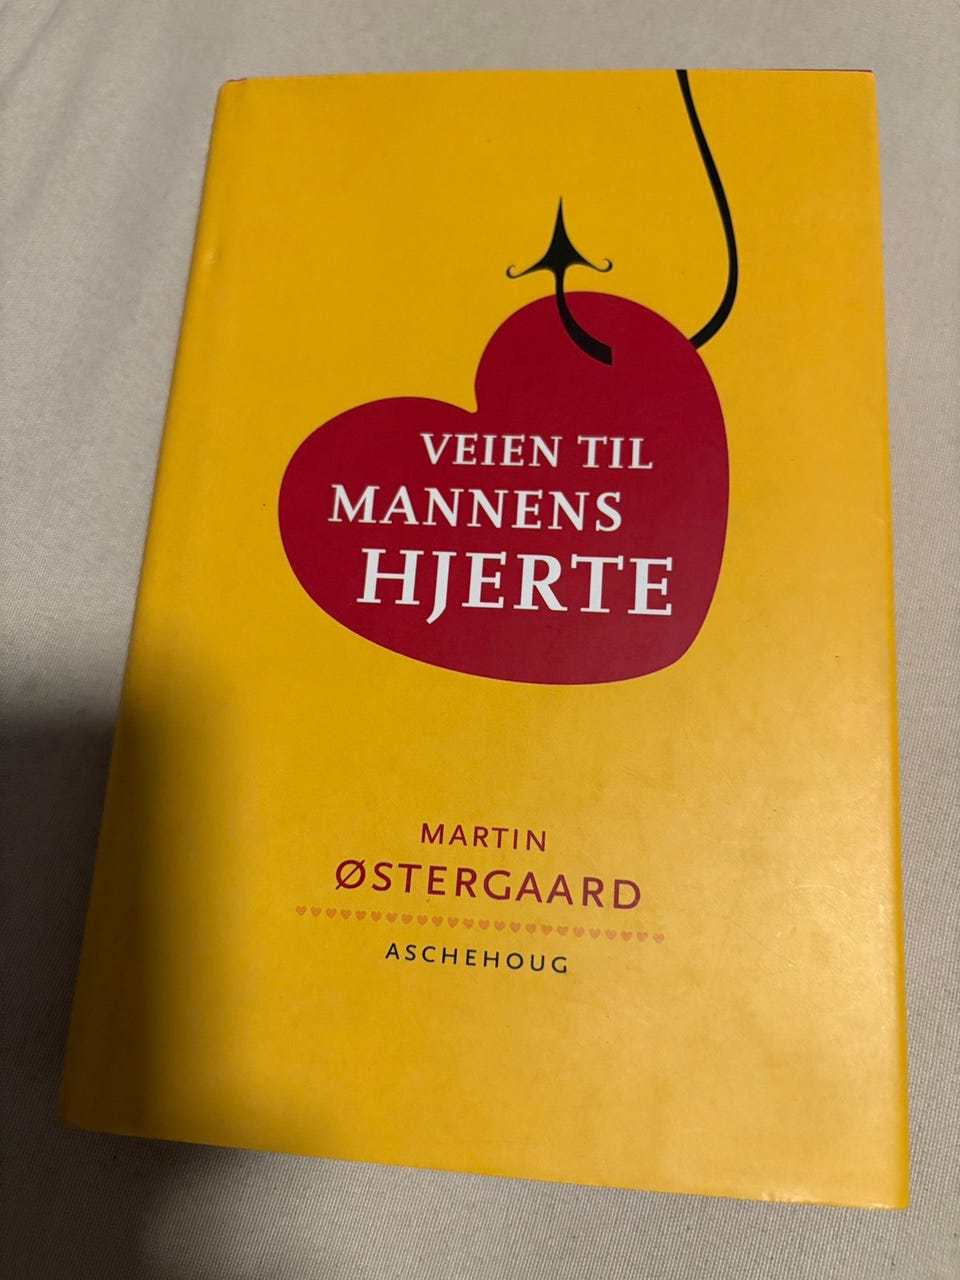 VEIEN TIL
MANNENS
HJERTE
MARTIN
ØSTERGAARD
ASCHEHOUG